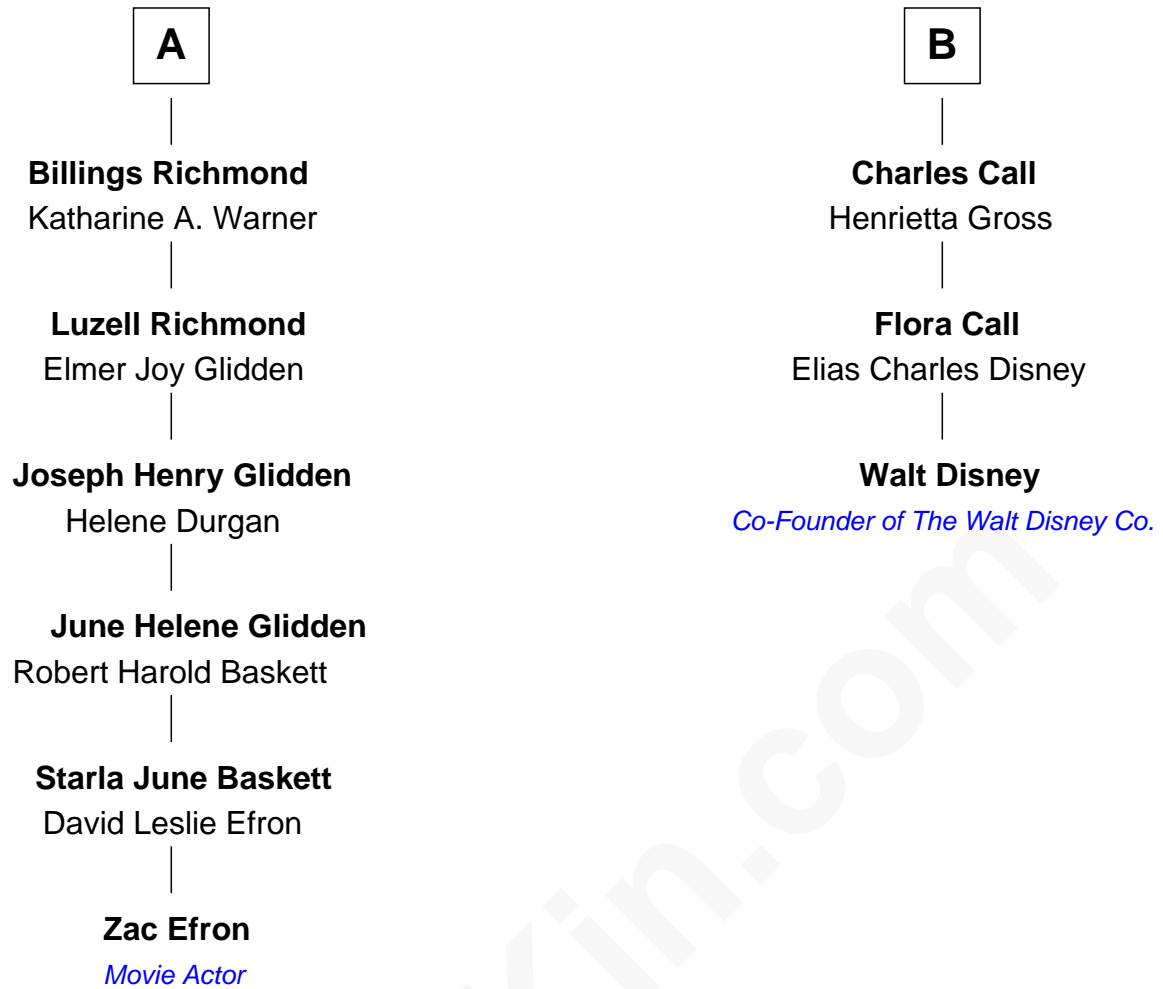 A
Billings Richmond
Katharine A. Warner
Luzell Richmond
Elmer Joy Glidden
Joseph Henry Glidden
Helene Durgan
June Helene Glidden
Robert Harold Baskett
Starla June Baskett
David Leslie Efron
Zac Efron
Movie Actor
B
Charles Call
Henrietta Gross
Flora Call
Elias Charles Disney
Walt Disney
Co-Founder of The Walt Disney Co.
Kin.com